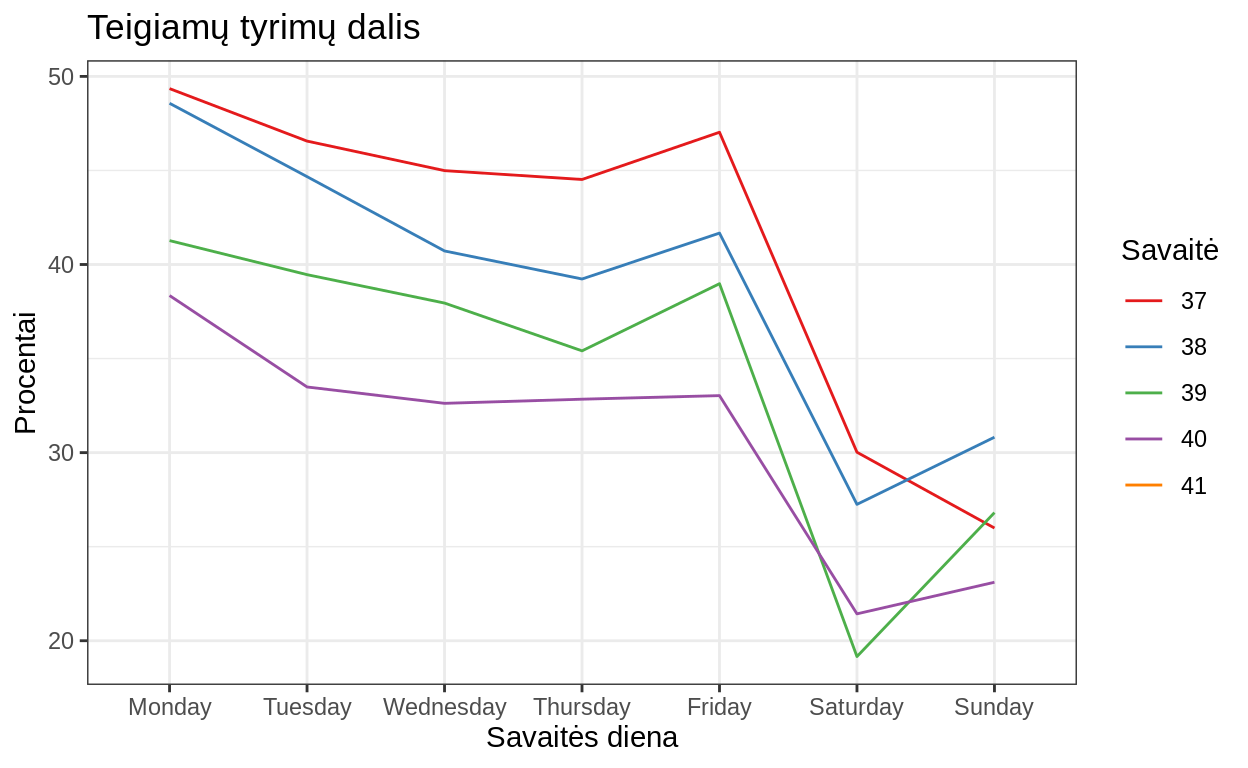 Teigiamų tyrimų dalis
Procentai
50
40
30
20
Monday Tuesday Wednesday Thursday Friday Saturday Sunday
Savaitės diena
Savaitė
37
38
39
40
41